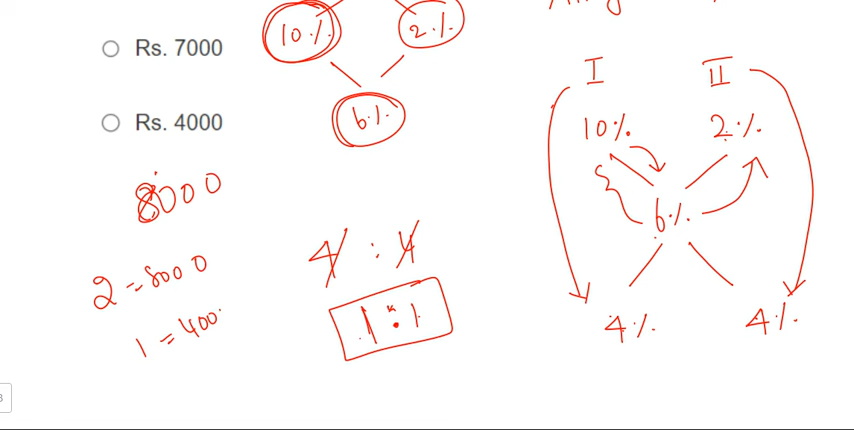 10% 2%
Rs. 7000
6%
Rs. 4000
8000
2 = 8000
1 = 400
4 : 4
1 : 1
I II
10% 2%
6%
4% 4%